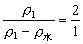 ρ₁/(ρ₁ − ρ水) = 2/1